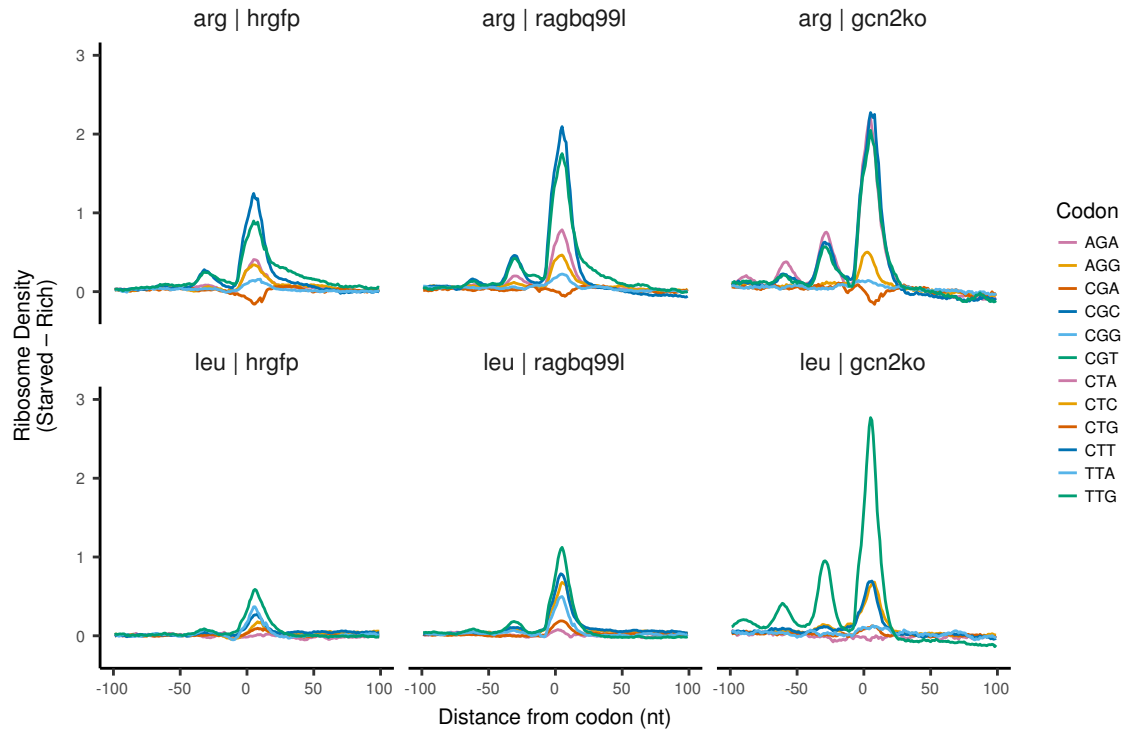 arg | hrgfp
arg | ragbq99l
arg | gcn2ko
3
2
1
0
leu | hrgfp
leu | ragbq99l
leu | gcn2ko
3
2
1
0
-100 -50 0 50 100
-100 -50 0 50 100
-100 -50 0 50 100
Distance from codon (nt)
Ribosome Density
(Starved – Rich)
Codon
AGA
AGG
CGA
CGC
CGG
CGT
CTA
CTC
CTG
CTT
TTA
TTG